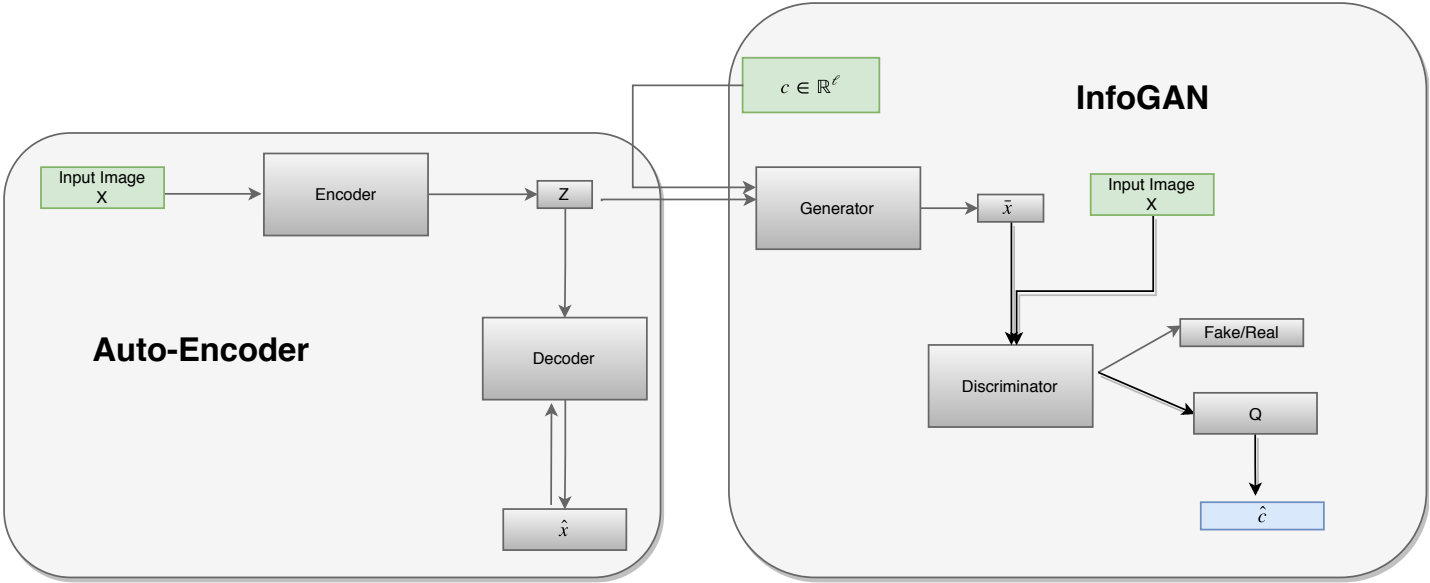 c ∈ ℝ^ℓ
InfoGAN
Input Image
X
Encoder
Z
Generator
x̄
Input Image
X
Auto-Encoder
Decoder
Fake/Real
Discriminator
Q
x̂
ĉ